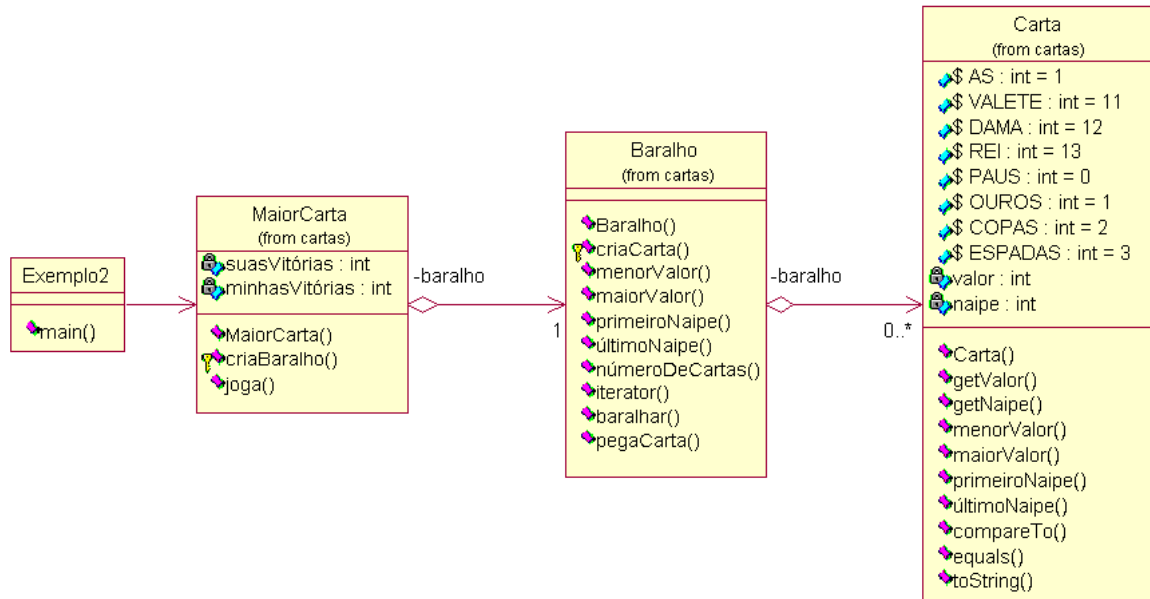 Exemplo2
main()
MaiorCarta
(from cartas)
suasVitórias : int
minhasVitórias : int
MaiorCarta()
criaBaralho()
joga()
-baralho
1
Baralho
(from cartas)
Baralho()
criaCarta()
menorValor()
maiorValor()
primeiroNaipe()
últimoNaipe()
númeroDeCartas()
iterator()
baralhar()
pegaCarta()
-baralho
0..*
Carta
(from cartas)
$ AS : int = 1
$ VALETE : int = 11
$ DAMA : int = 12
$ REI : int = 13
$ PAUS : int = 0
$ OUROS : int = 1
$ COPAS : int = 2
$ ESPADAS : int = 3
valor : int
naipe : int
Carta()
getValor()
getNaipe()
menorValor()
maiorValor()
primeiroNaipe()
últimoNaipe()
compareTo()
equals()
toString()